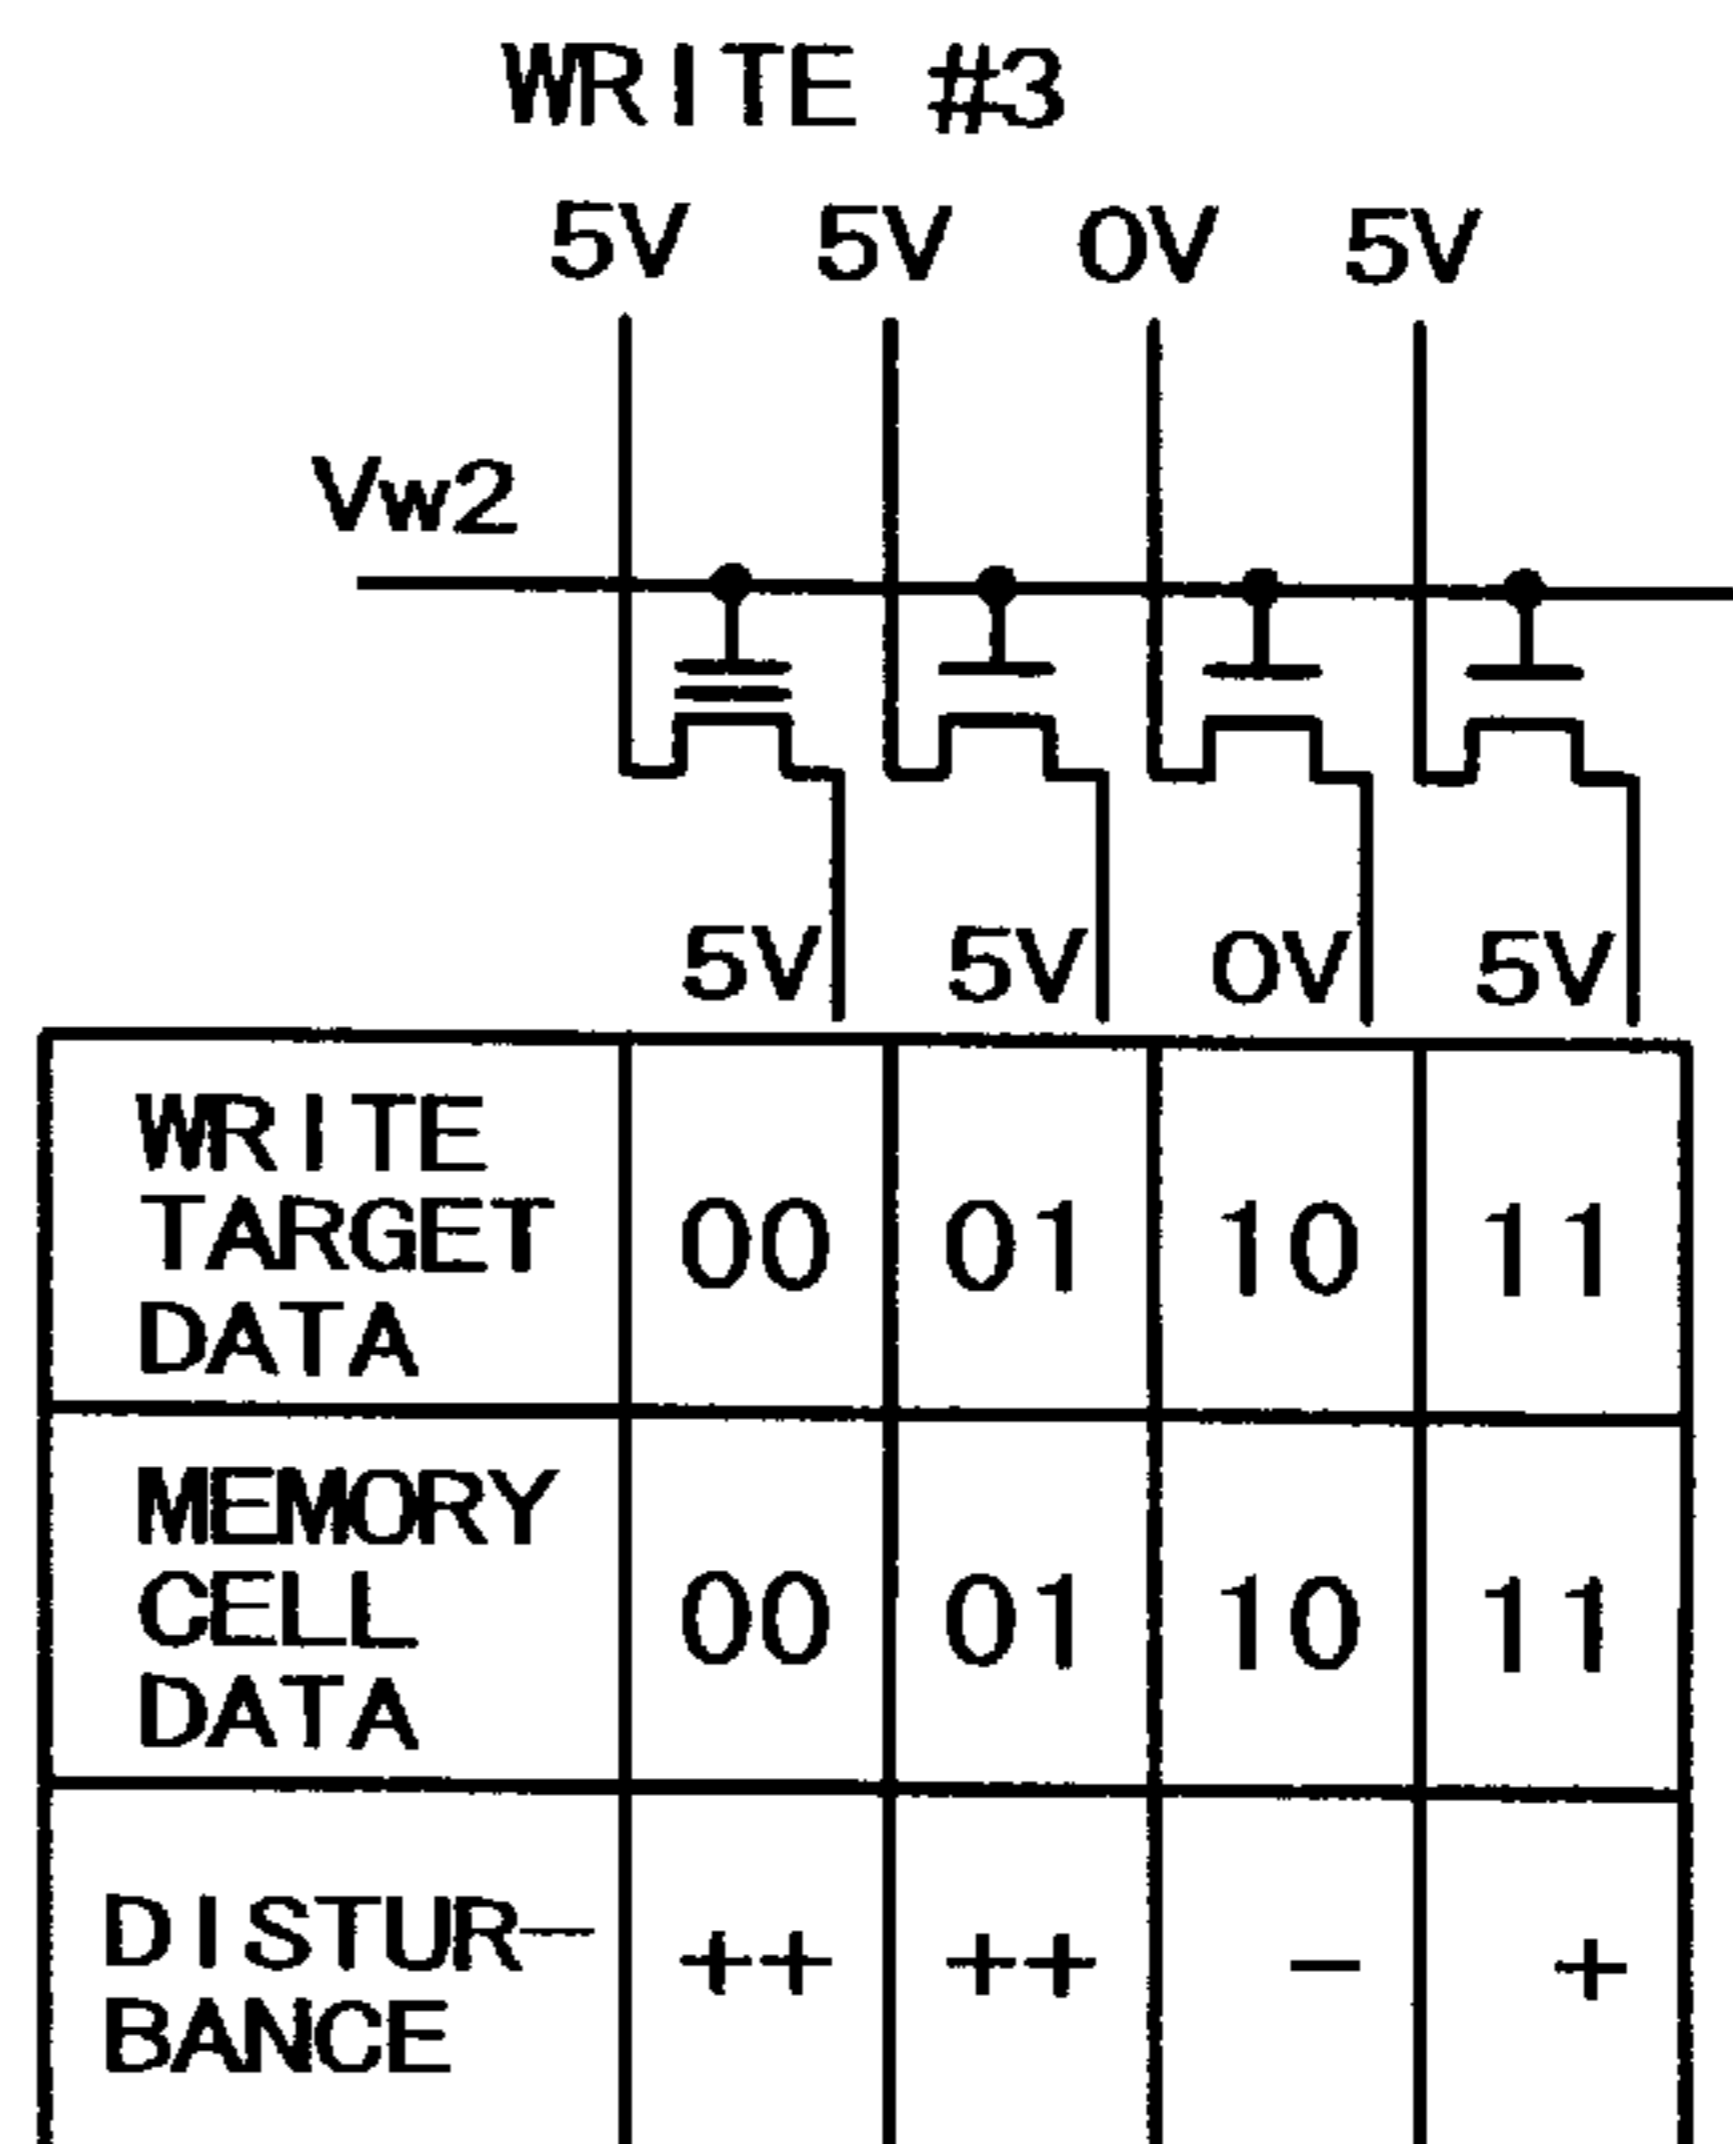 WRITE #3
5V 5V 0V 5V
Vw2
5V 5V 0V 5V
WRITE
TARGET 00 01 10 11
DATA
MEMORY
CELL 00 01 10 11
DATA
DISTUR- ++ ++ - +
BANCE